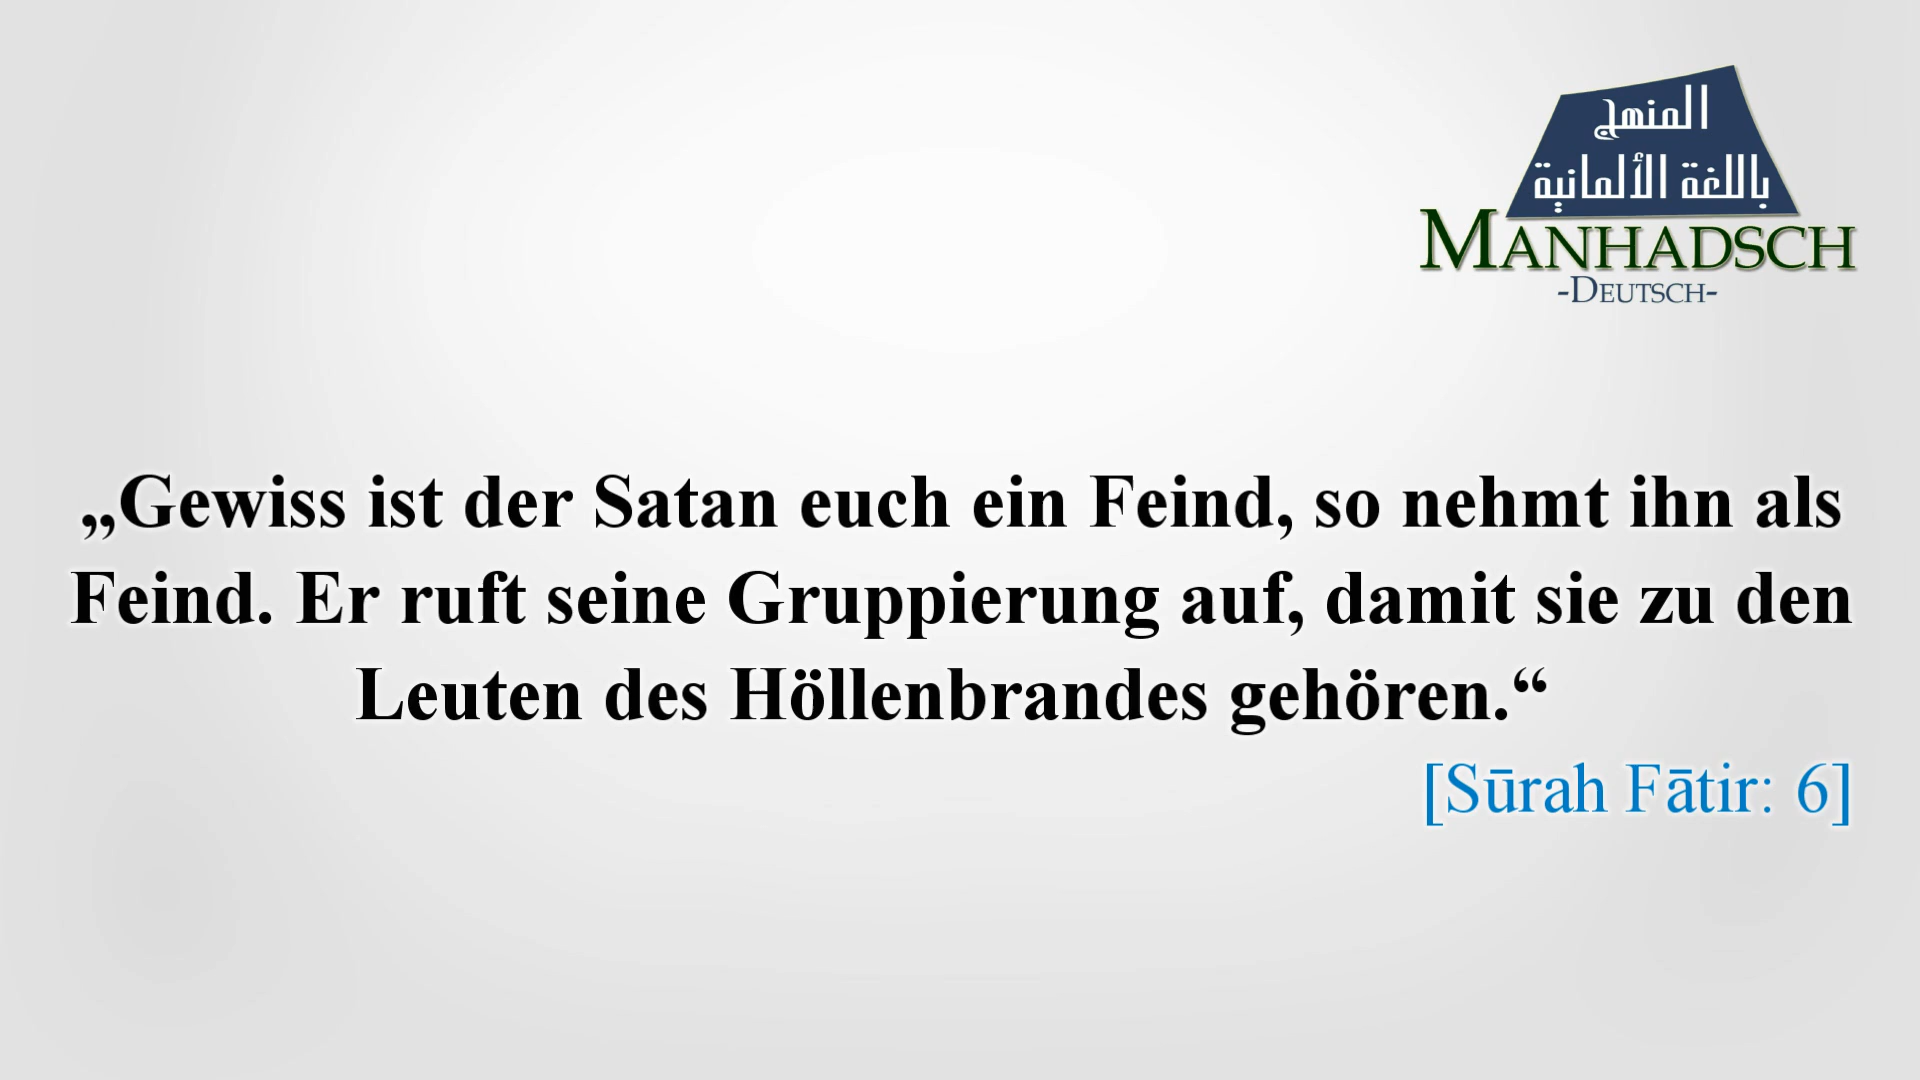 المنهج
باللغة الألمانية
MANHADSCH
-DEUTSCH-
„Gewiss ist der Satan euch ein Feind, so nehmt ihn als
Feind. Er ruft seine Gruppierung auf, damit sie zu den
Leuten des Höllenbrandes gehören.“
[Sūrah Fātir: 6]